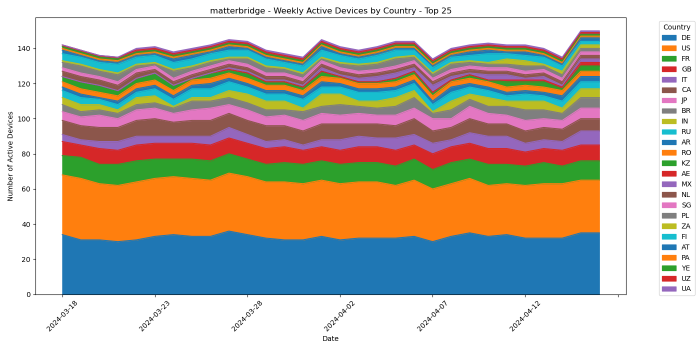 matterbridge - Weekly Active Devices by Country - Top 25
Number of Active Devices
140
120
100
80
60
40
20
0
2024-03-18
2024-03-23
2024-03-28
2024-04-02
2024-04-07
2024-04-12
Date
Country
DE
US
FR
GB
IT
CA
JP
BR
IN
RU
AR
RO
KZ
AE
MX
NL
SG
PL
ZA
FI
AT
PA
YE
UZ
UA